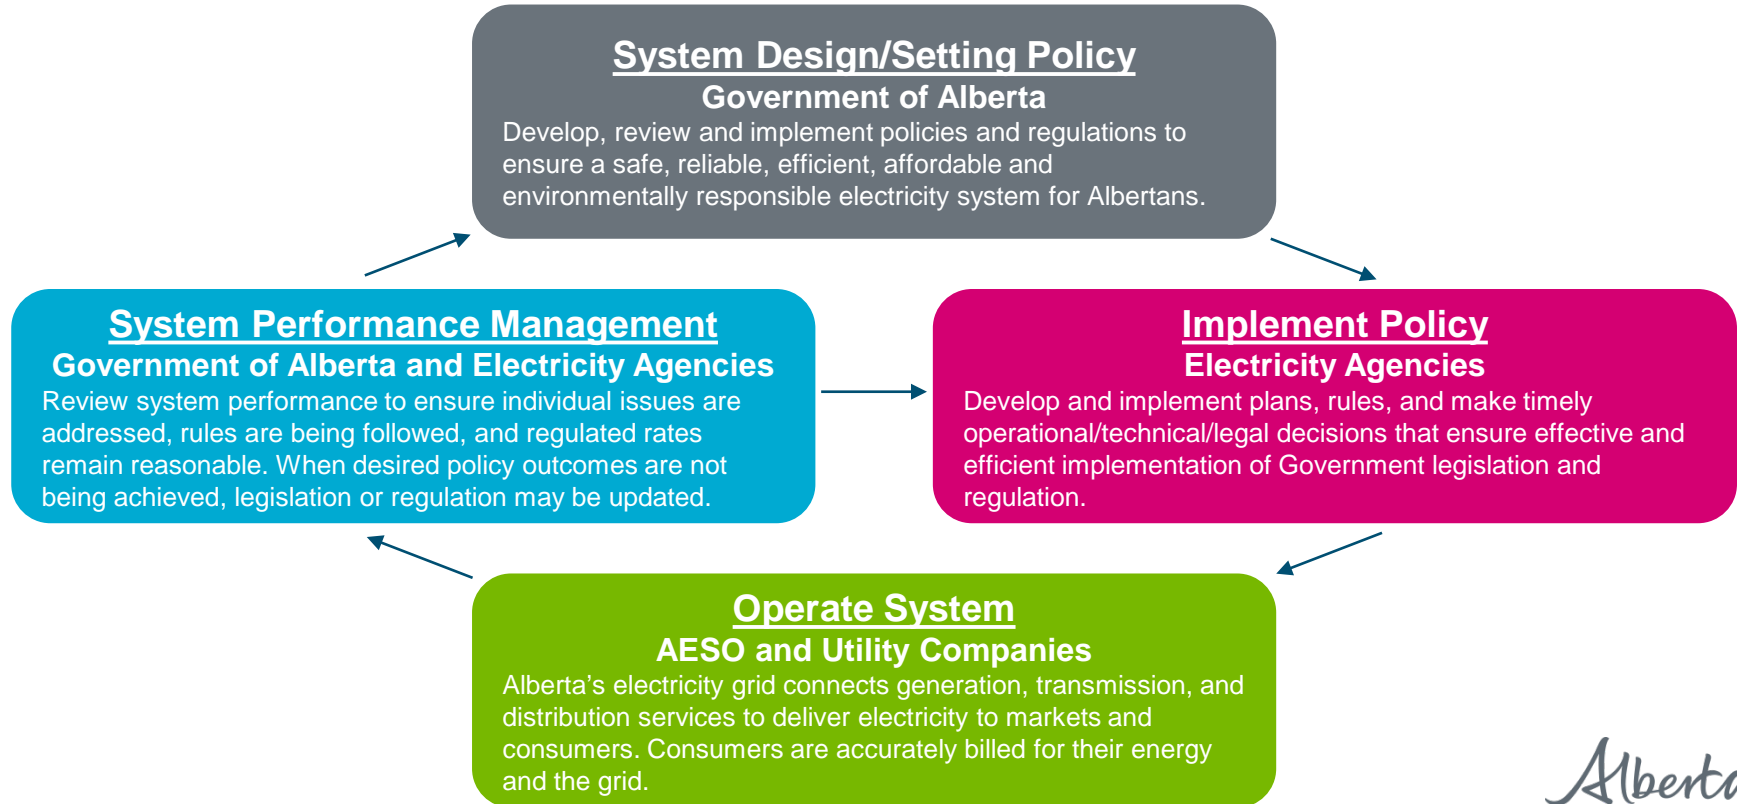 System Design/Setting Policy
Government of Alberta
Develop, review and implement policies and regulations to
ensure a safe, reliable, efficient, affordable and
environmentally responsible electricity system for Albertans.
System Performance Management
Government of Alberta and Electricity Agencies
Review system performance to ensure individual issues are
addressed, rules are being followed, and regulated rates
remain reasonable. When desired policy outcomes are not
being achieved, legislation or regulation may be updated.
Implement Policy
Electricity Agencies
Develop and implement plans, rules, and make timely
operational/technical/legal decisions that ensure effective and
efficient implementation of Government legislation and
regulation.
Operate System
AESO and Utility Companies
Alberta’s electricity grid connects generation, transmission, and
distribution services to deliver electricity to markets and
consumers. Consumers are accurately billed for their energy
and the grid.
Alberta